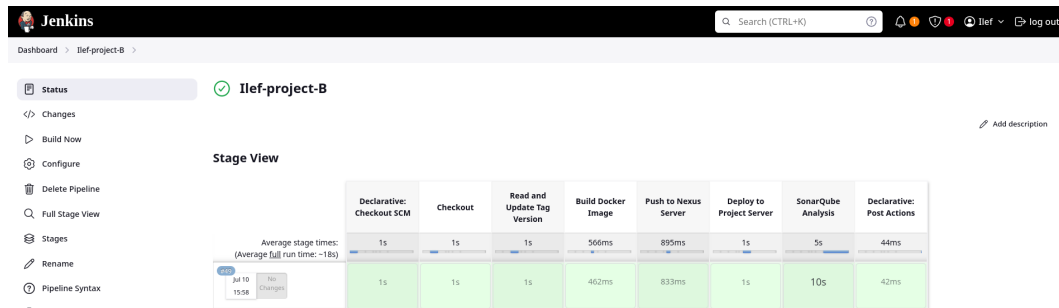 Jenkins
Search (CTRL+K)
1
1
Ilef
log out
Dashboard > Ilef-project-B >
Status
Changes
Build Now
Configure
Delete Pipeline
Full Stage View
Stages
Rename
Pipeline Syntax
Ilef-project-B
Add description
Stage View
Declarative: Checkout SCM
Checkout
Read and Update Tag Version
Build Docker Image
Push to Nexus Server
Deploy to Project Server
SonarQube Analysis
Declarative: Post Actions
Average stage times:
(Average full run time: ~18s)
1s
1s
1s
566ms
895ms
1s
5s
44ms
Jul 10
15:58
No Changes
1s
1s
1s
462ms
833ms
1s
10s
42ms